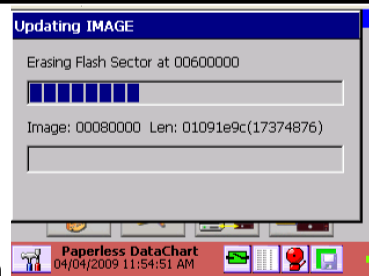 Updating IMAGE
Erasing Flash Sector at 00600000
Image: 00080000 Len: 01091e9c(17374876)
Paperless DataChart
04/04/2009 11:54:51 AM